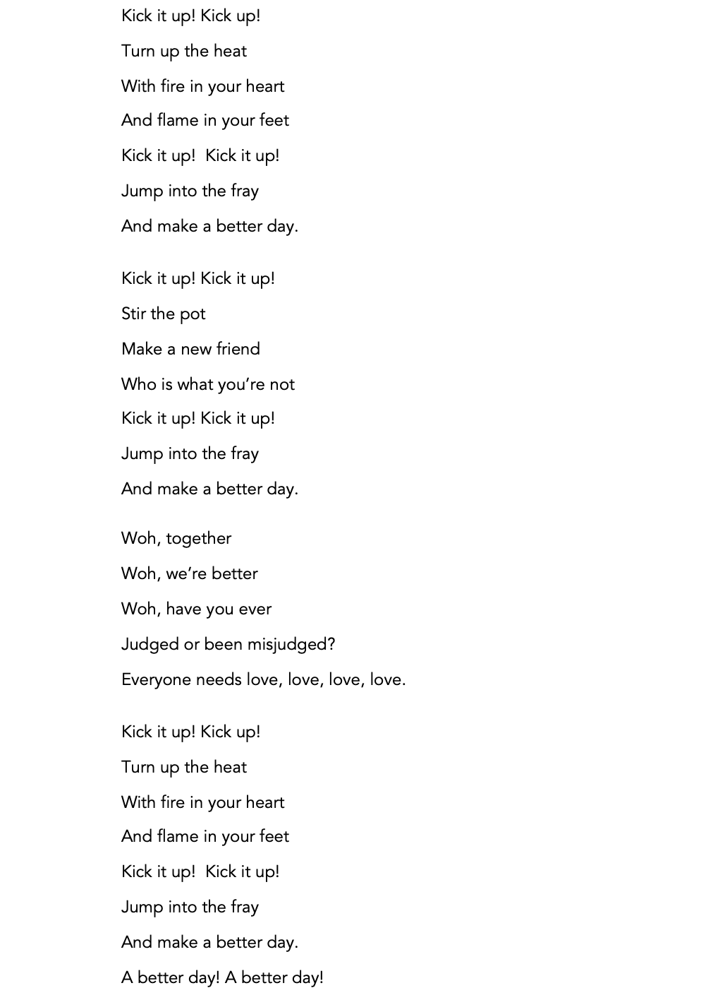 Kick it up! Kick up!
Turn up the heat
With fire in your heart
And flame in your feet
Kick it up!  Kick it up!
Jump into the fray
And make a better day.
Kick it up! Kick it up!
Stir the pot
Make a new friend
Who is what you’re not
Kick it up! Kick it up!
Jump into the fray
And make a better day.
Woh, together
Woh, we’re better
Woh, have you ever
Judged or been misjudged?
Everyone needs love, love, love, love.
Kick it up! Kick up!
Turn up the heat
With fire in your heart
And flame in your feet
Kick it up!  Kick it up!
Jump into the fray
And make a better day.
A better day! A better day!